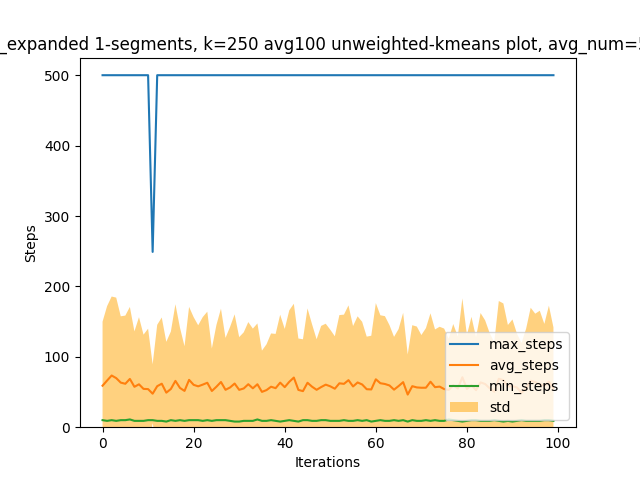 _expanded 1-segments, k=250 avg100 unweighted-kmeans plot, avg_num=5
500
400
300
200
100
0
Steps
0 20 40 60 80 100
Iterations
max_steps
avg_steps
min_steps
std